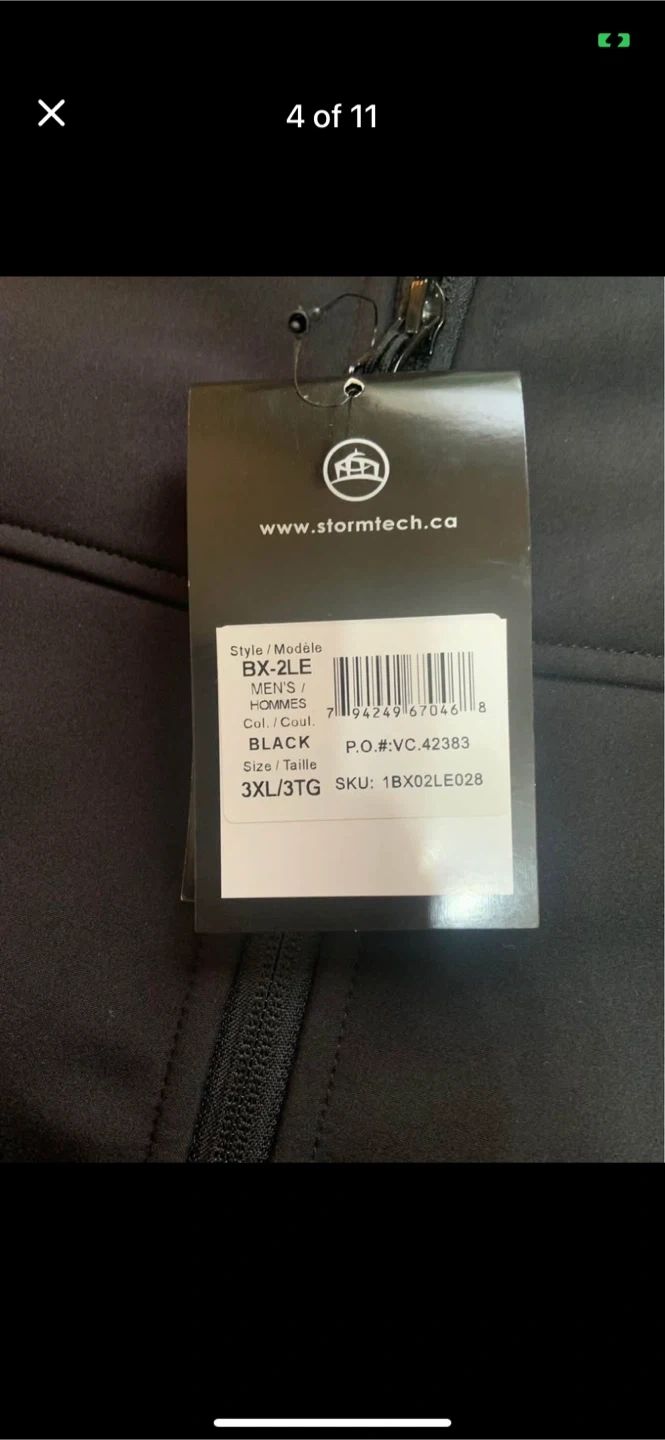 4 of 11
www.stormtech.ca
Style / Modèle
BX-2LE
MEN'S /
HOMMES
Col. / Coul.
BLACK
Size / Taille
3XL/3TG
7 94249 67046 8
P.O.#:VC.42383
SKU: 1BX02LE028